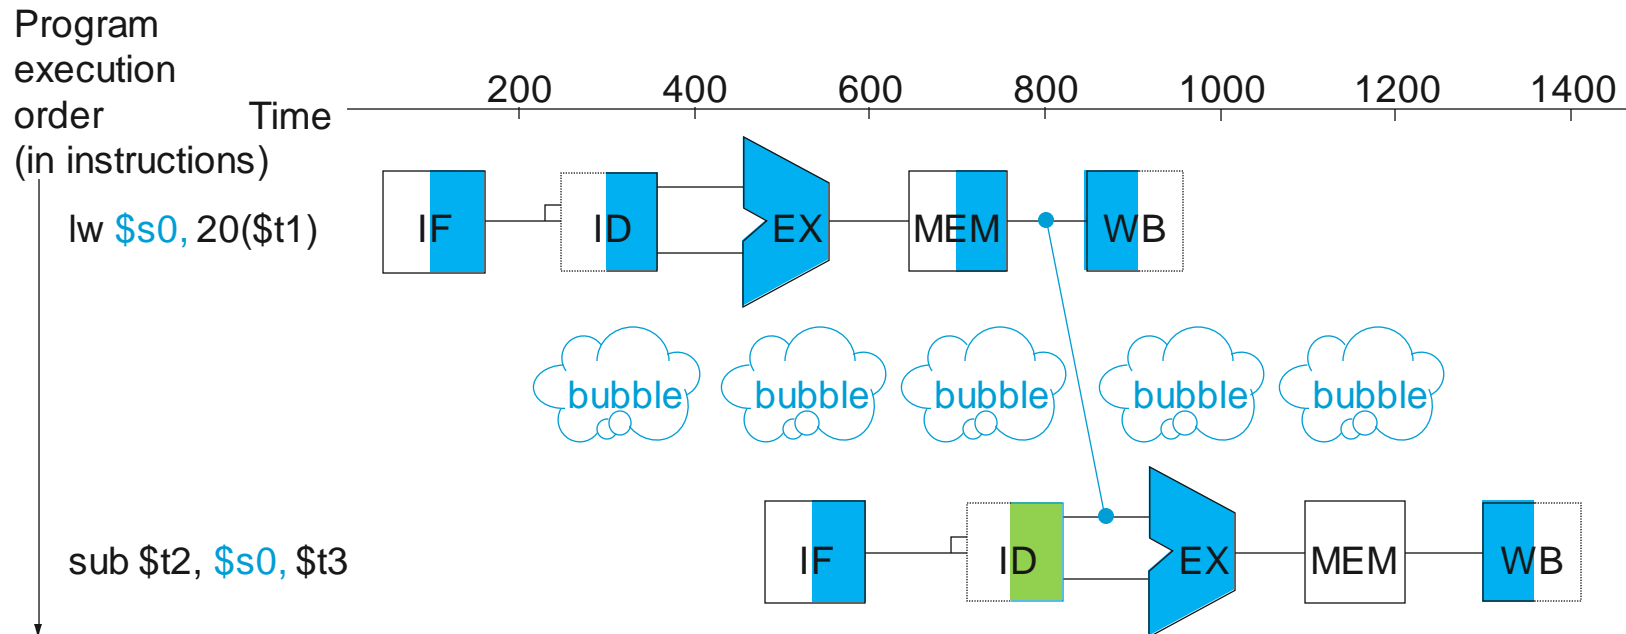 Program
execution
order
(in instructions)
Time
200 400 600 800 1000 1200 1400
lw $s0, 20($t1)
IF ID EX MEM WB
bubble bubble bubble bubble bubble
sub $t2, $s0, $t3
IF ID EX MEM WB